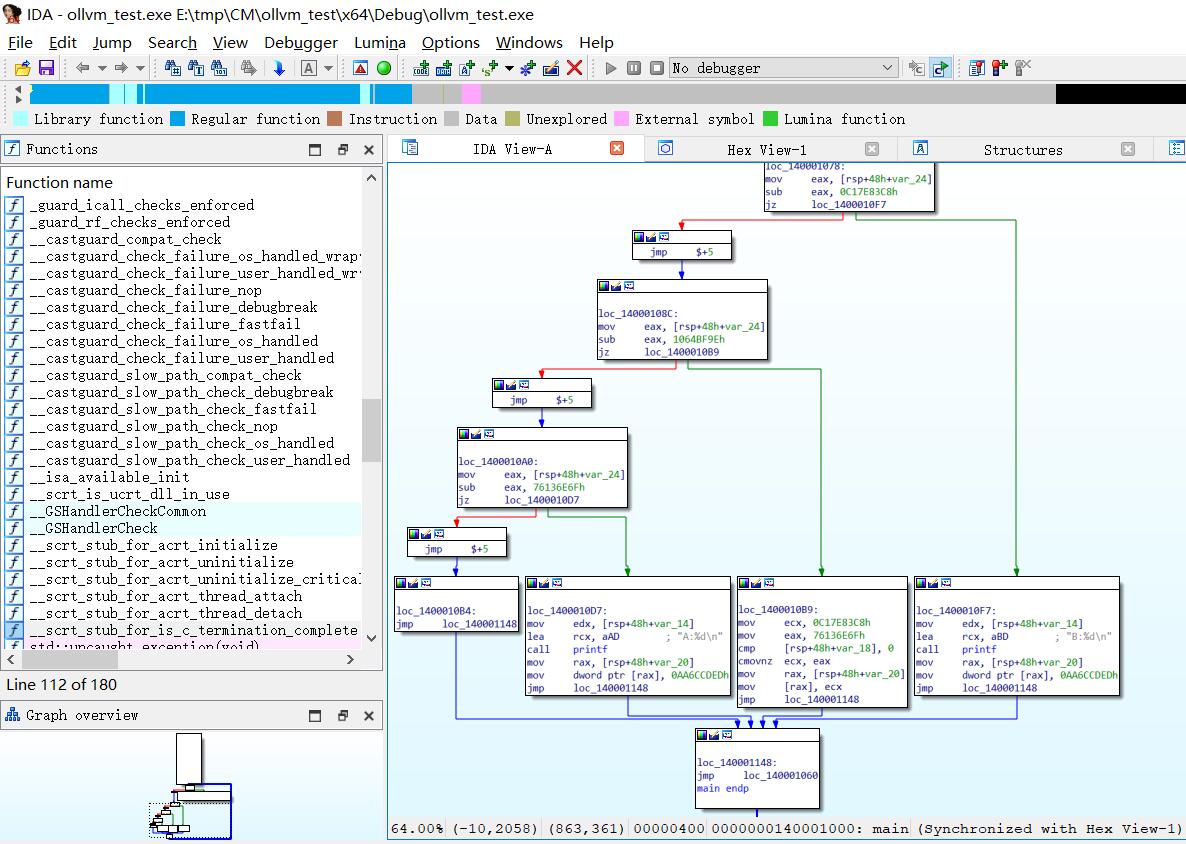 IDA - ollvm_test.exe E:\tmp\CM\ollvm_test\x64\Debug\ollvm_test.exe
File Edit Jump Search View Debugger Lumina Options Windows Help
No debugger
Library function Regular function Instruction Data Unexplored External symbol Lumina function
Functions
Function name
_guard_icall_checks_enforced
_guard_rf_checks_enforced
__castguard_compat_check
__castguard_check_failure_os_handled_wrap
__castguard_check_failure_user_handled_wr
__castguard_check_failure_nop
__castguard_check_failure_debugbreak
__castguard_check_failure_fastfail
__castguard_check_failure_os_handled
__castguard_check_failure_user_handled
__castguard_slow_path_compat_check
__castguard_slow_path_check_debugbreak
__castguard_slow_path_check_fastfail
__castguard_slow_path_check_nop
__castguard_slow_path_check_os_handled
__castguard_slow_path_check_user_handled
__isa_available_init
__scrt_is_ucrt_dll_in_use
__GSHandlerCheckCommon
__GSHandlerCheck
__scrt_stub_for_acrt_initialize
__scrt_stub_for_acrt_uninitialize
__scrt_stub_for_acrt_uninitialize_critical
__scrt_stub_for_acrt_thread_attach
__scrt_stub_for_acrt_thread_detach
__scrt_stub_for_is_c_termination_complete
std::uncaught_exception(void)
Line 112 of 180
Graph overview
IDA View-A Hex View-1 Structures
loc_140001078:
mov eax, [rsp+48h+var_24]
sub eax, 0C17E83C8h
jz loc_1400010F7
jmp $+5
loc_14000108C:
mov eax, [rsp+48h+var_24]
sub eax, 1064BF9Eh
jz loc_1400010B9
jmp $+5
loc_1400010A0:
mov eax, [rsp+48h+var_24]
sub eax, 76136E6Fh
jz loc_1400010D7
jmp $+5
loc_1400010B4:
jmp loc_140001148
loc_1400010D7:
mov edx, [rsp+48h+var_14]
lea rcx, aAD ; "A:%d\n"
call printf
mov rax, [rsp+48h+var_20]
mov dword ptr [rax], 0AA6CCDEDh
jmp loc_140001148
loc_1400010B9:
mov ecx, 0C17E83C8h
mov eax, 76136E6Fh
cmp [rsp+48h+var_18], 0
cmovnz ecx, eax
mov rax, [rsp+48h+var_20]
mov [rax], ecx
jmp loc_140001148
loc_1400010F7:
mov edx, [rsp+48h+var_14]
lea rcx, aBD ; "B:%d\n"
call printf
mov rax, [rsp+48h+var_20]
mov dword ptr [rax], 0AA6CCDEDh
jmp loc_140001148
loc_140001148:
jmp loc_140001060
main endp
64.00% (-10,2058) (863,361) 00000400 0000000140001000: main (Synchronized with Hex View-1)